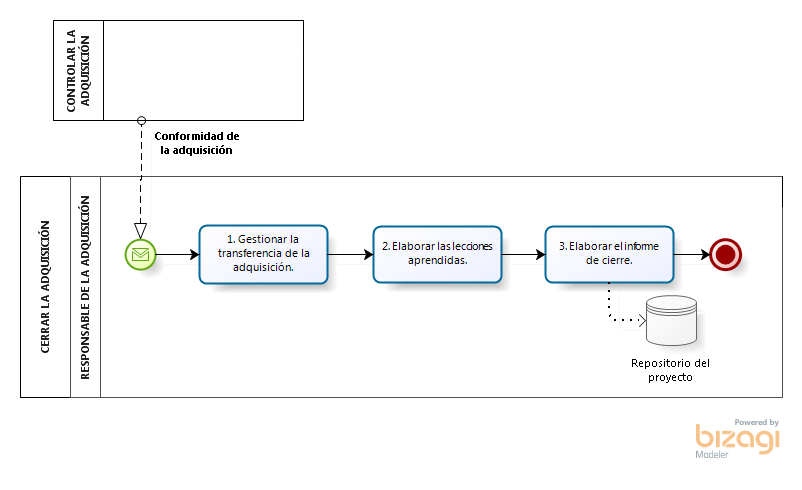 CONTROLAR LA
ADQUISICIÓN
Conformidad de
la adquisición
CERRAR LA ADQUISICIÓN
RESPONSABLE DE LA ADQUISICIÓN
1. Gestionar la
transferencia de la
adquisición.
2. Elaborar las lecciones
aprendidas.
3. Elaborar el informe
de cierre.
Repositorio del
proyecto
Powered by
bizagi
Modeler